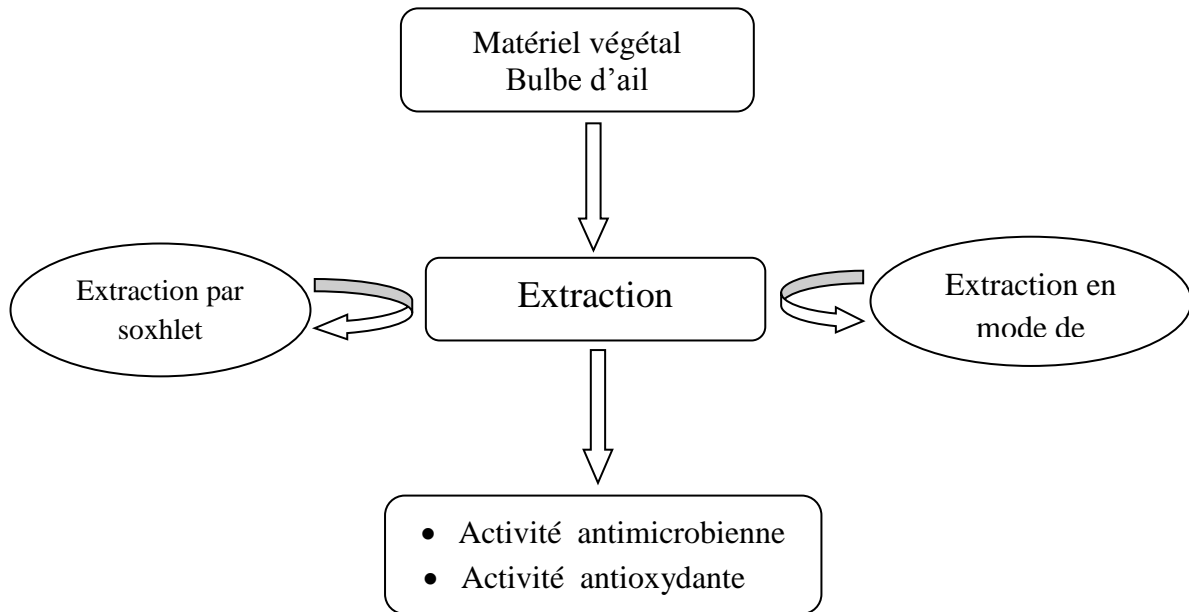 Matériel végétal
Bulbe d’ail
Extraction par
soxhlet
Extraction
Extraction en
mode de
• Activité antimicrobienne
• Activité antioxydante